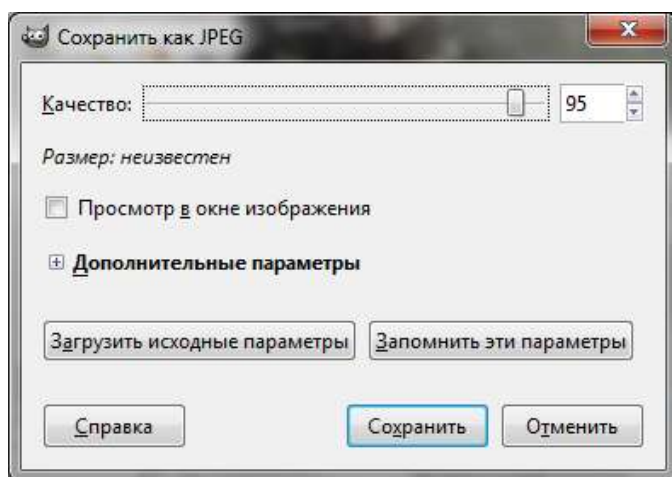 Сохранить как JPEG
Качество: 95
Размер: неизвестен
Просмотр в окне изображения
Дополнительные параметры
Загрузить исходные параметры Запомнить эти параметры
Справка Сохранить Отменить